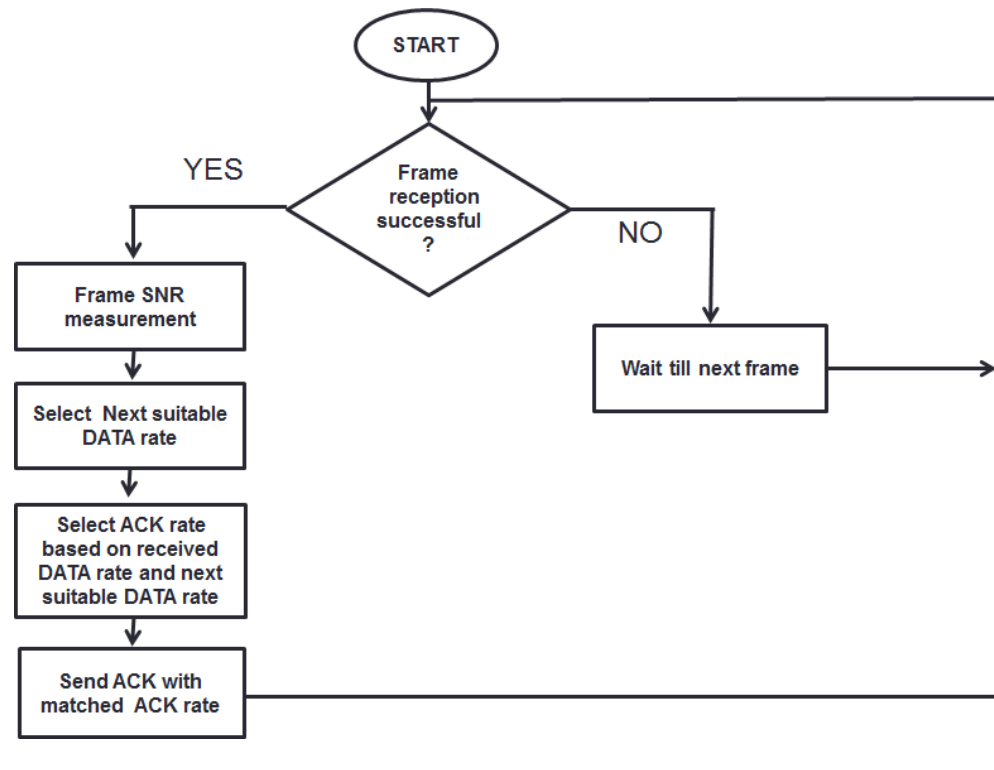 START
Frame
reception
successful
?
YES
NO
Frame SNR
measurement
Wait till next frame
Select Next suitable
DATA rate
Select ACK rate
based on received
DATA rate and next
suitable DATA rate
Send ACK with
matched ACK rate